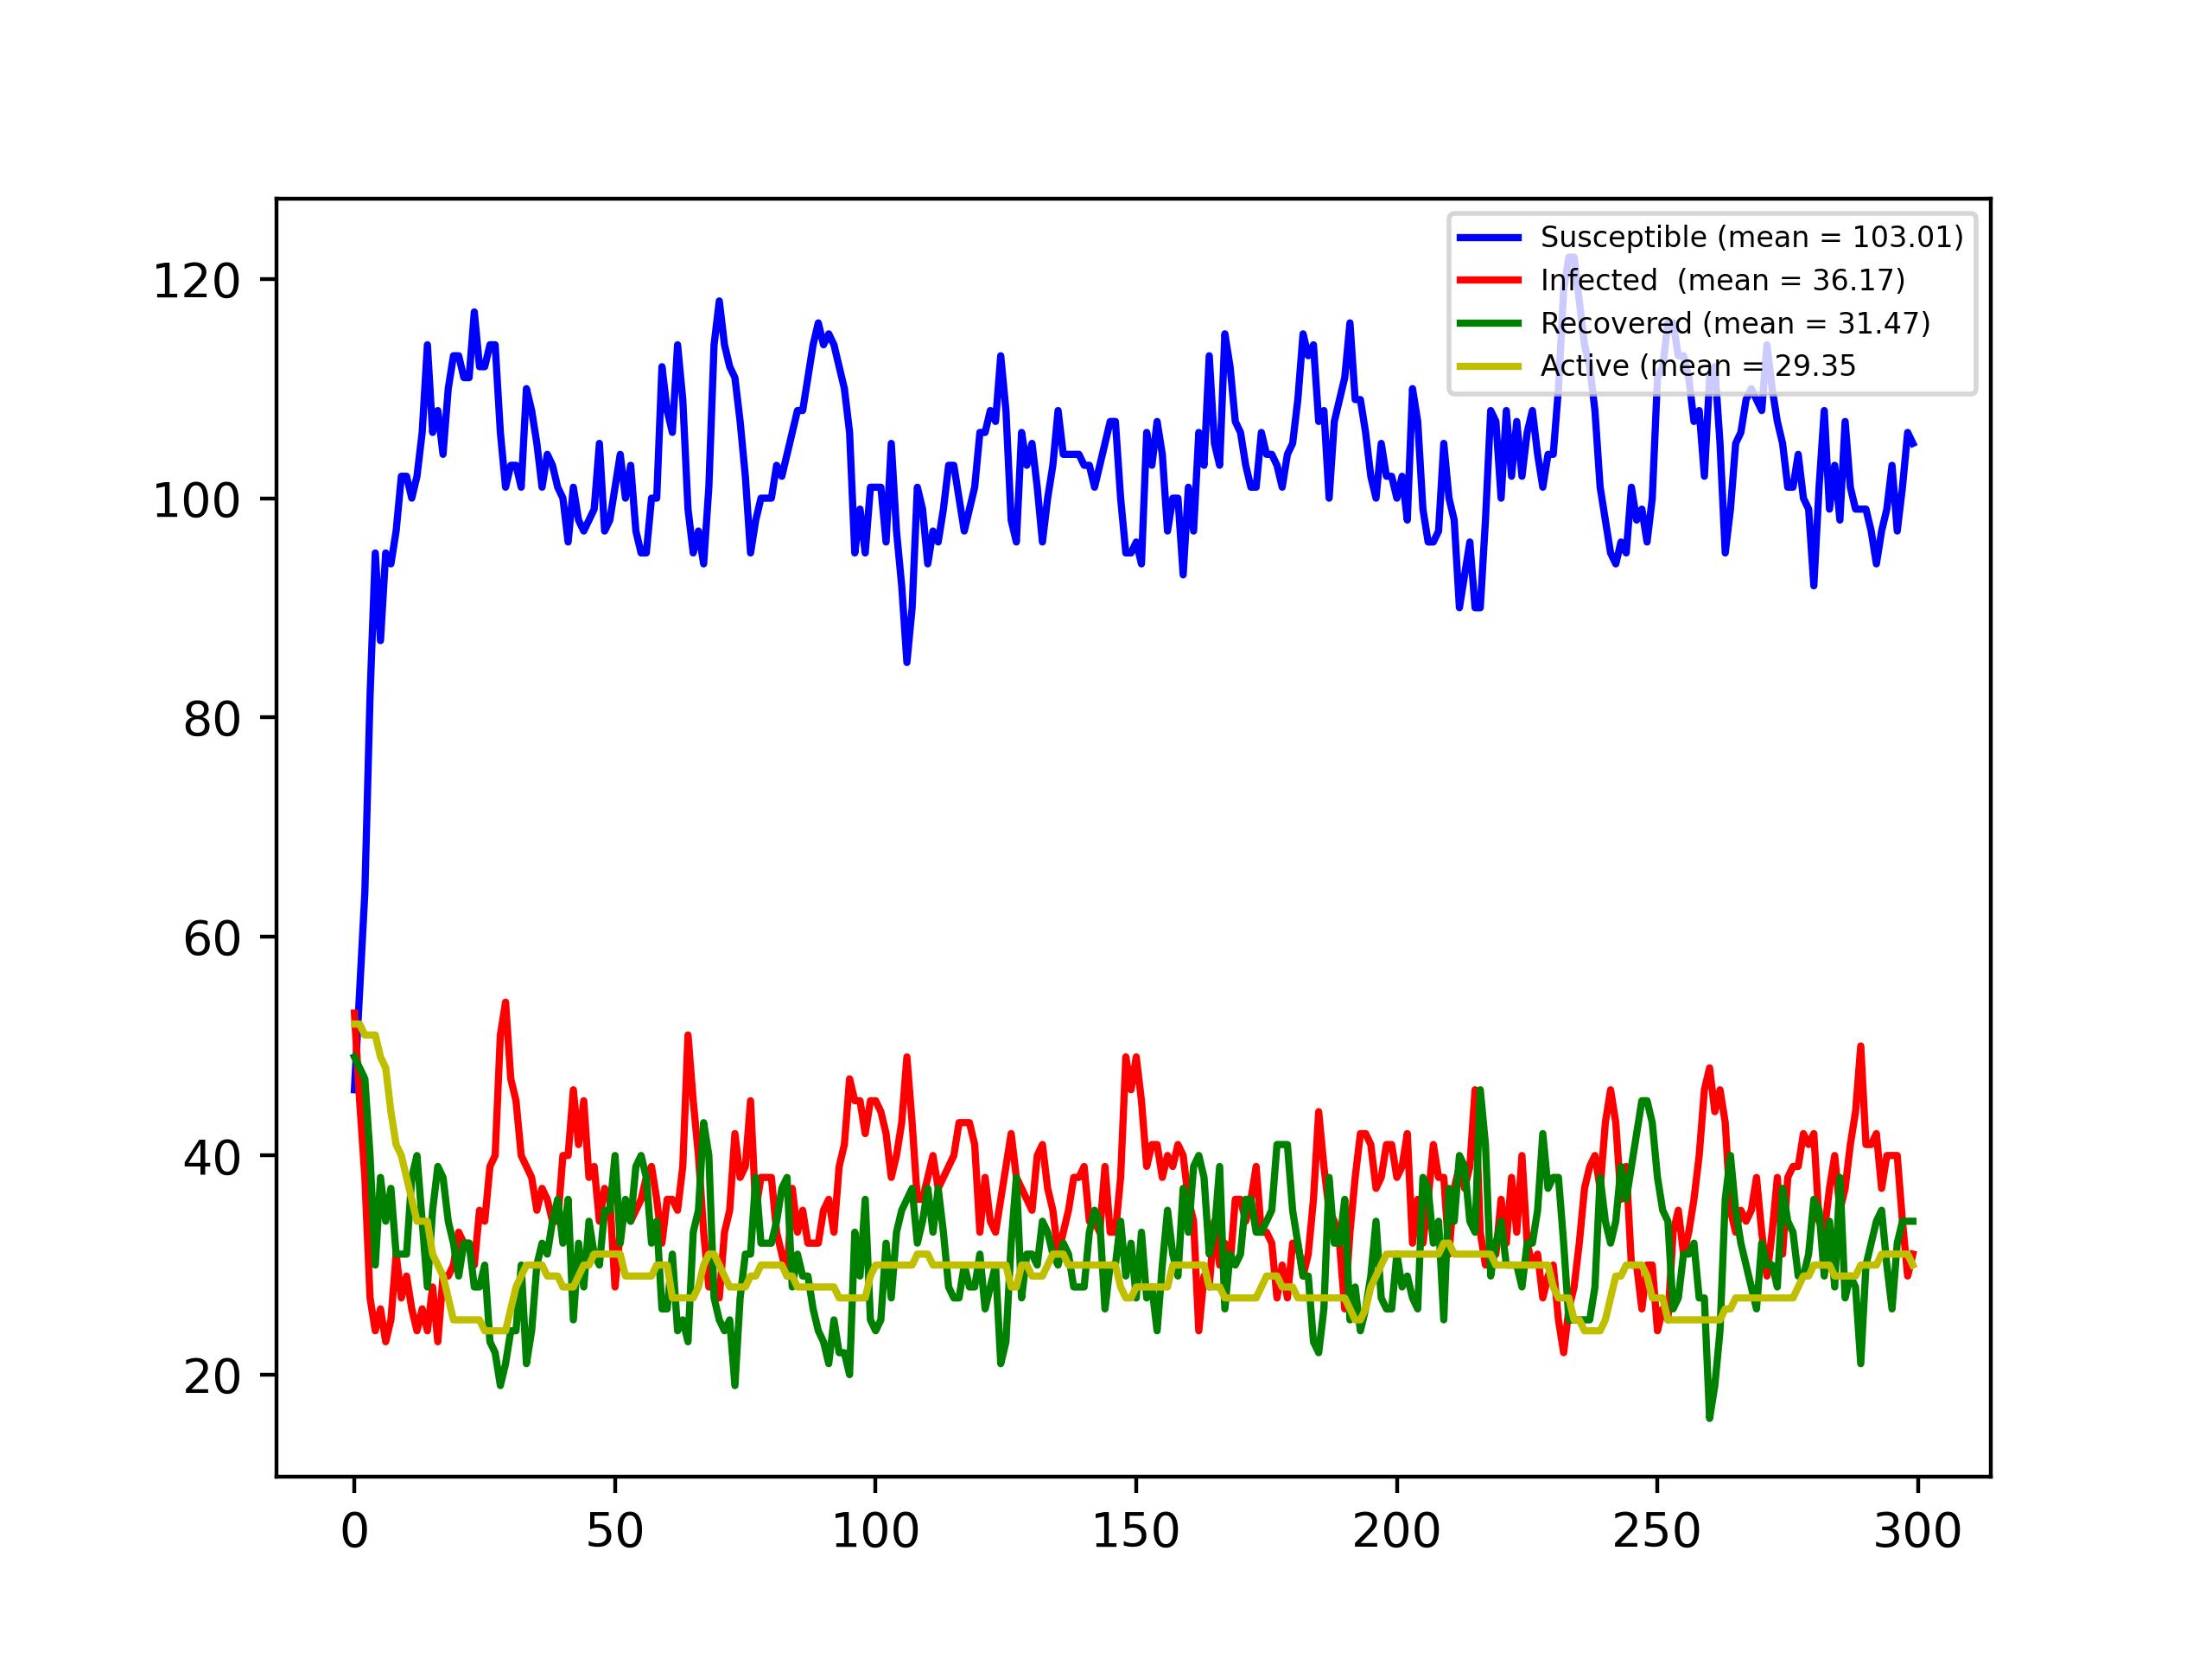 Susceptible (mean = 103.01)
Infected  (mean = 36.17)
Recovered (mean = 31.47)
Active (mean = 29.35
120
100
80
60
40
20
0 50 100 150 200 250 300